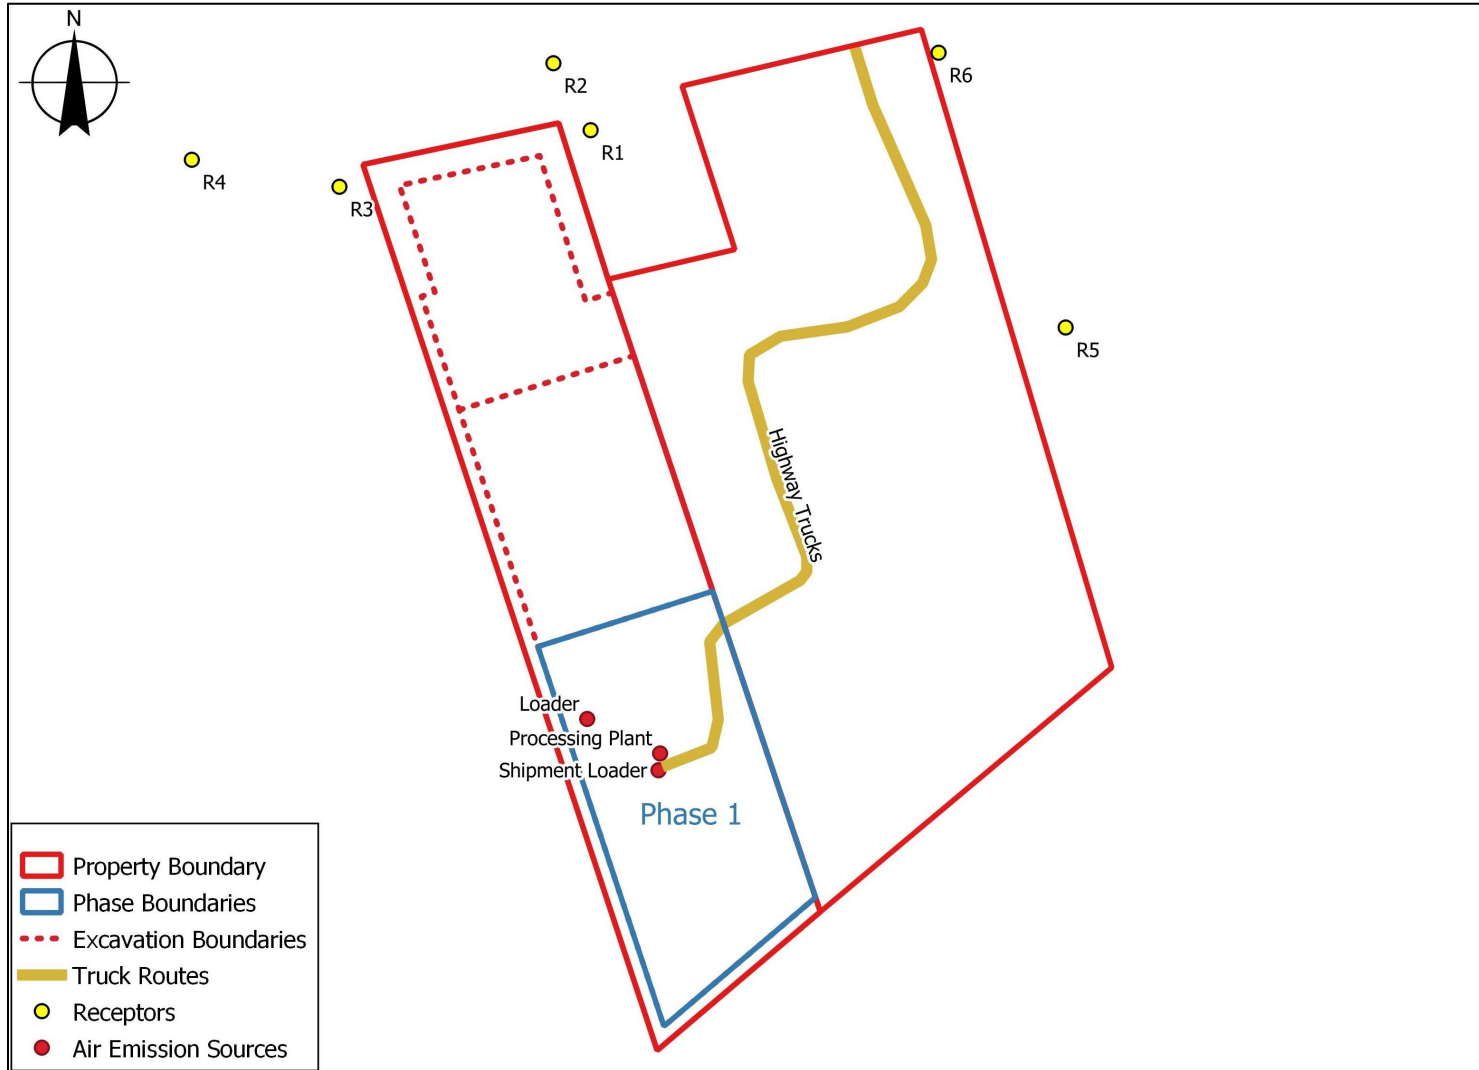 N
R2
R6
R1
R4
R3
R5
Highway Trucks
Loader
Processing Plant
Shipment Loader
Phase 1
Property Boundary
Phase Boundaries
Excavation Boundaries
Truck Routes
Receptors
Air Emission Sources